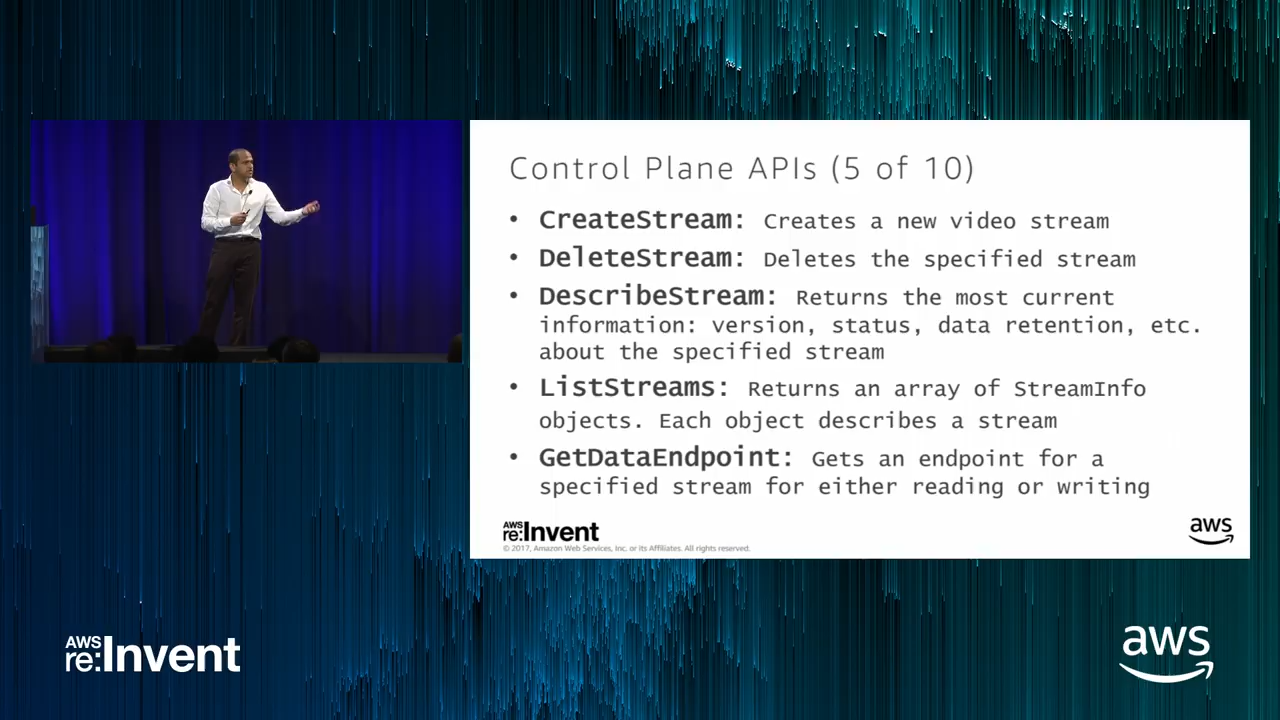 Control Plane APIs (5 of 10)
• CreateStream: Creates a new video stream
• DeleteStream: Deletes the specified stream
• DescribeStream: Returns the most current
information: version, status, data retention, etc.
about the specified stream
• ListStreams: Returns an array of StreamInfo
objects. Each object describes a stream
• GetDataEndpoint: Gets an endpoint for a
specified stream for either reading or writing
AWS
re:Invent
© 2017, Amazon Web Services, Inc. or its Affiliates. All rights reserved.
aws
AWS
re:Invent
aws